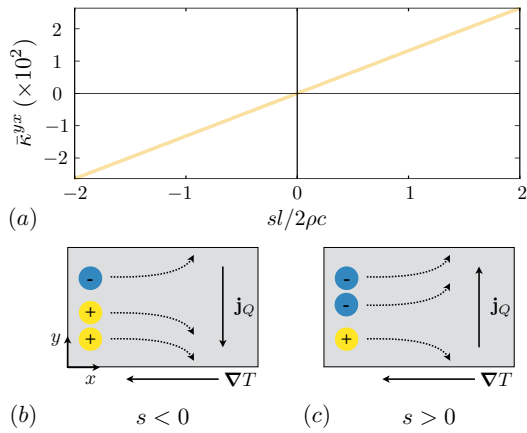 2
1
0
−1
−2
κ̄^{yx} (×10^2)
−2 −1 0 1 2
(a) sl/2ρc
- + +
j_Q
y
x
∇T
(b) s < 0
- - +
j_Q
∇T
(c) s > 0